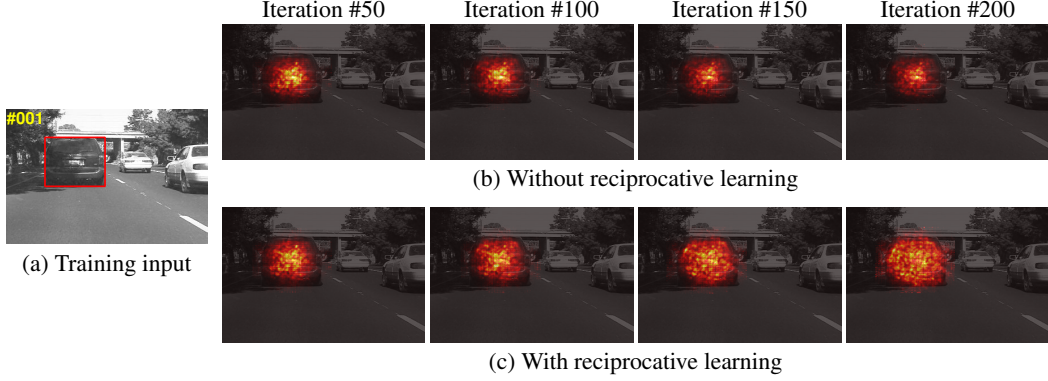 Iteration #50
Iteration #100
Iteration #150
Iteration #200
#001
(a) Training input
(b) Without reciprocative learning
(c) With reciprocative learning